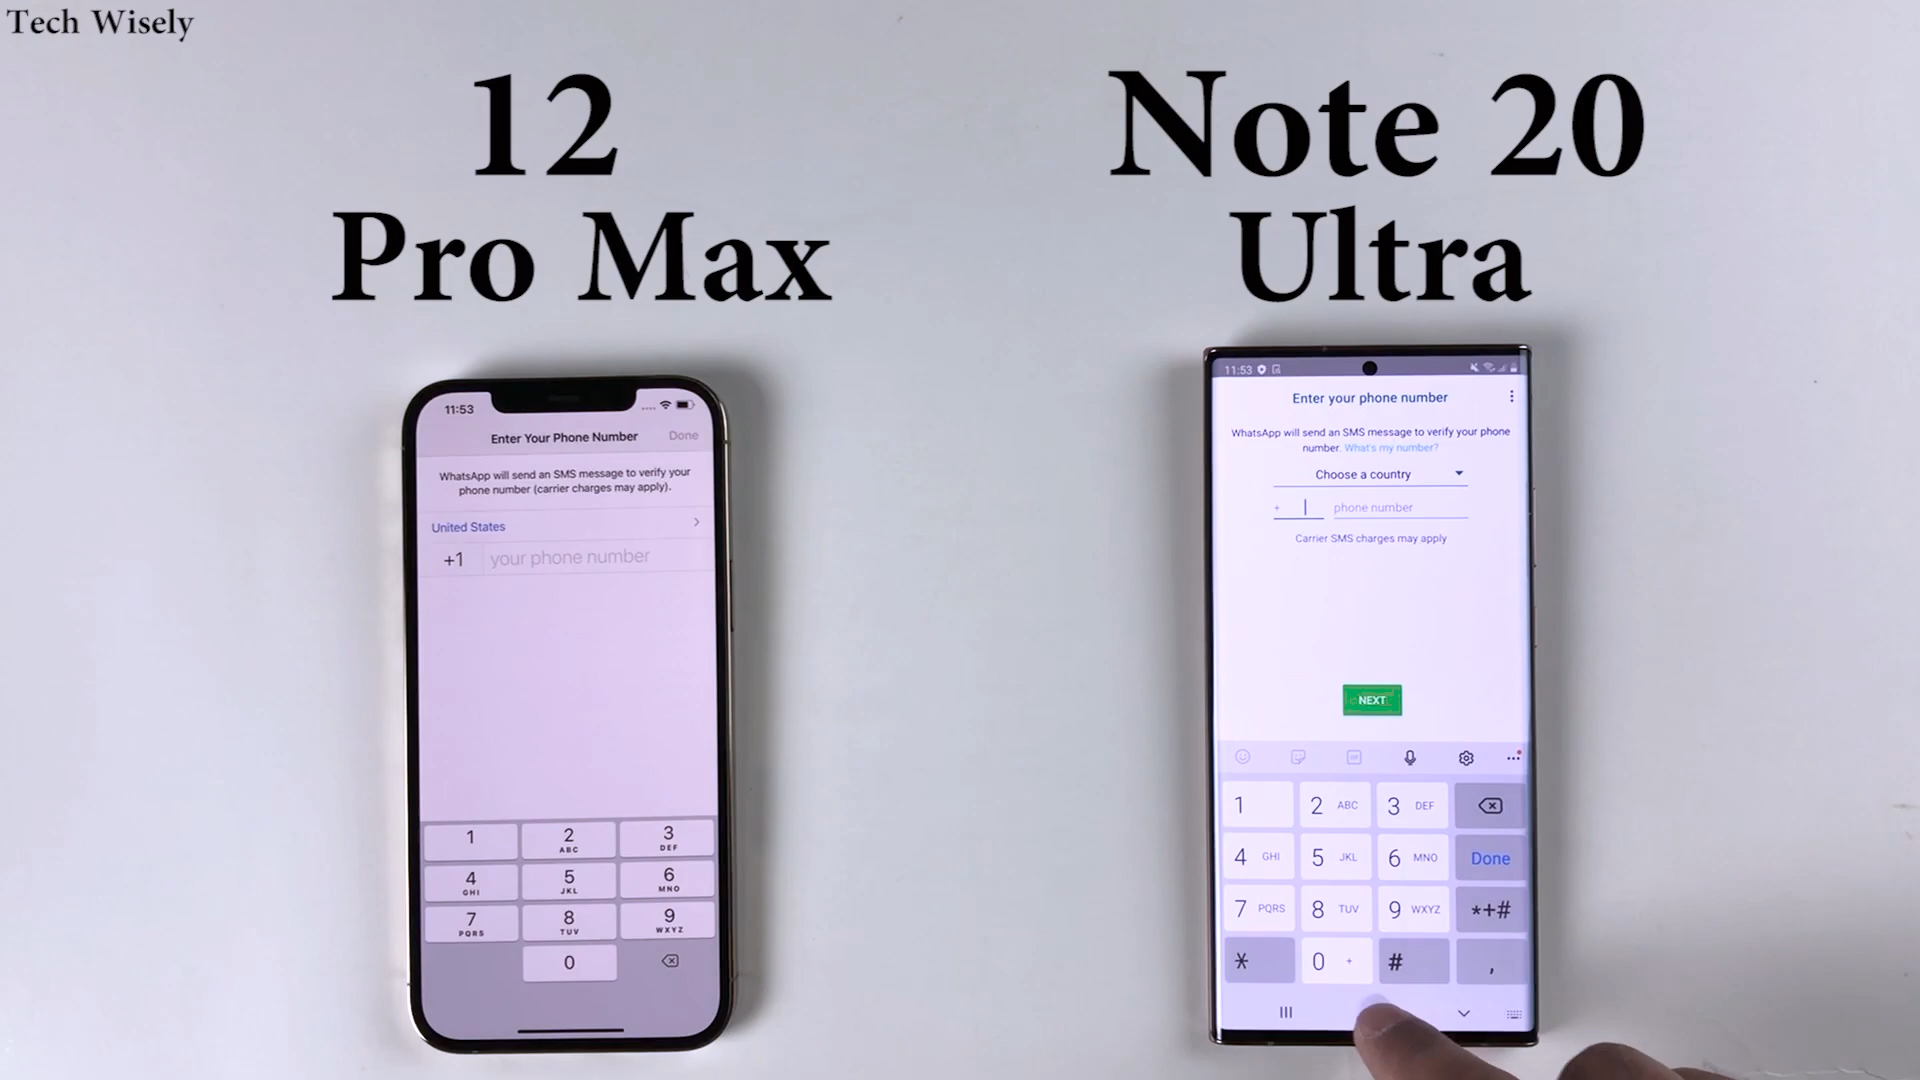 Tech Wisely
12
Pro Max
Note 20
Ultra
11:53
Enter Your Phone Number
Done
WhatsApp will send an SMS message to verify your
phone number (carrier charges may apply).
United States
+1
your phone number
1
2
ABC
3
DEF
4
GHI
5
JKL
6
MNO
7
PQRS
8
TUV
9
WXYZ
0
11:53
Enter your phone number
WhatsApp will send an SMS message to verify your phone
number. What's my number?
Choose a country
+
phone number
Carrier SMS charges may apply
NEXT
GIF
1
2 ABC
3 DEF
4 GHI
5 JKL
6 MNO
Done
7 PQRS
8 TUV
9 WXYZ
*+#
*
0 +
#
,